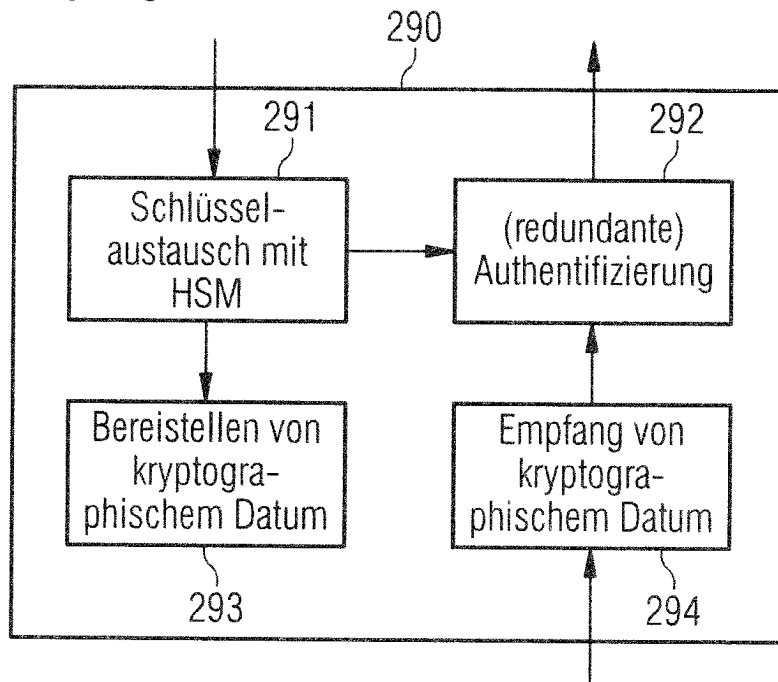 290
291
292
Schlüssel-
austausch mit
HSM
(redundante)
Authentifizierung
Bereistellen von
kryptogra-
phischem Datum
Empfang von
kryptogra-
phischem Datum
293
294